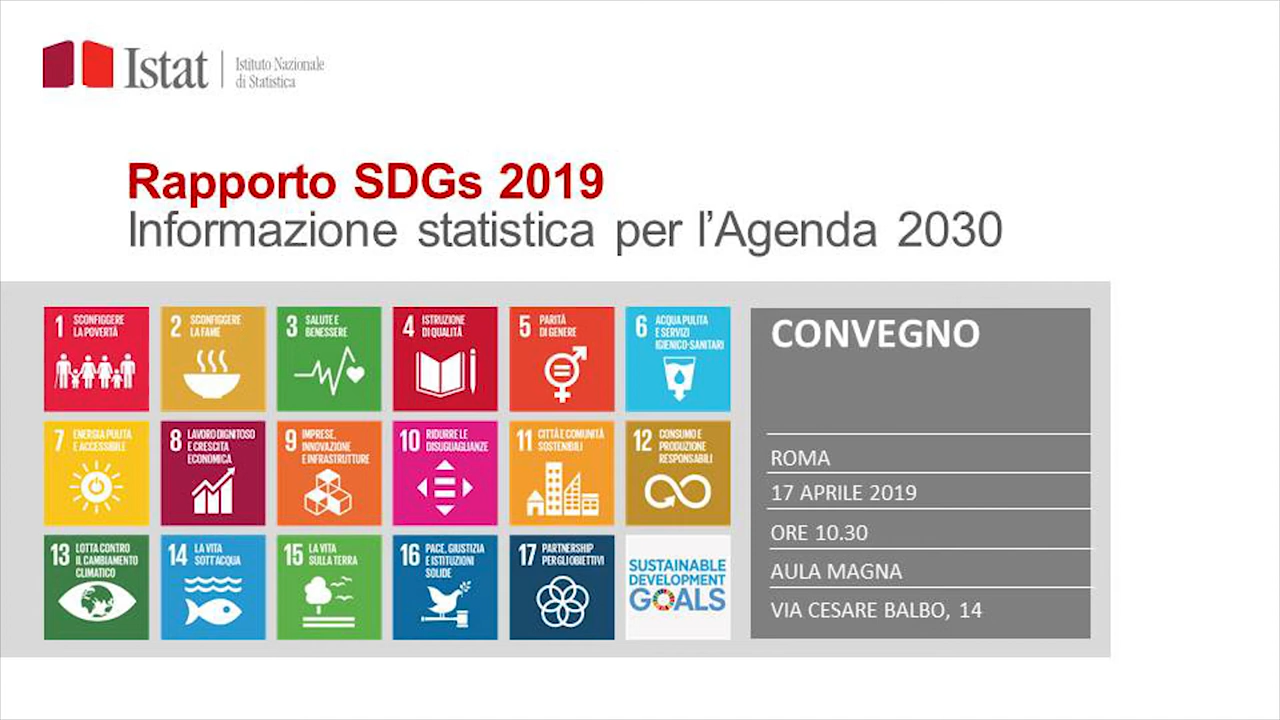 Istat
Istituto Nazionale
di Statistica
Rapporto SDGs 2019
Informazione statistica per l'Agenda 2030
1 SCONFIGGERE
LA POVERTÀ
2 SCONFIGGERE
LA FAME
3 SALUTE E
BENESSERE
4 ISTRUZIONE
DI QUALITÀ
5 PARITÀ
DI GENERE
6 ACQUA PULITA
E SERVIZI
IGIENICO-SANITARI
7 ENERGIA PULITA
E ACCESSIBILE
8 LAVORO DIGNITOSO
E CRESCITA
ECONOMICA
9 IMPRESE,
INNOVAZIONE
E INFRASTRUTTURE
10 RIDURRE LE
DISUGUAGLIANZE
11 CITTÀ E COMUNITÀ
SOSTENIBILI
12 CONSUMO E
PRODUZIONE
RESPONSABILI
13 LOTTA CONTRO
IL CAMBIAMENTO
CLIMATICO
14 LA VITA
SOTT'ACQUA
15 LA VITA
SULLA TERRA
16 PACE, GIUSTIZIA
E ISTITUZIONI
SOLIDE
17 PARTNERSHIP
PER GLI OBIETTIVI
SUSTAINABLE
DEVELOPMENT
GOALS
CONVEGNO
ROMA
17 APRILE 2019
ORE 10.30
AULA MAGNA
VIA CESARE BALBO, 14